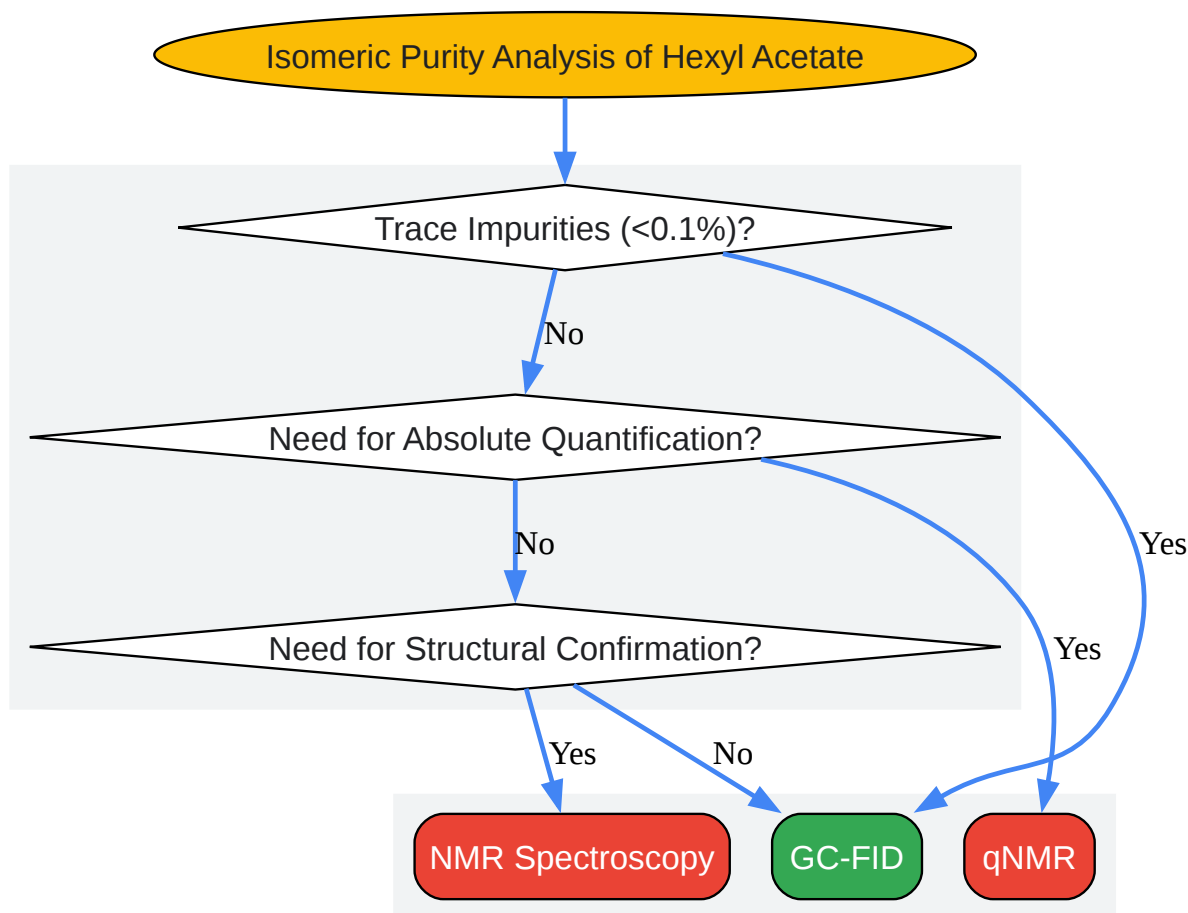 Isomeric Purity Analysis of Hexyl Acetate
Trace Impurities (<0.1%)?
No
Need for Absolute Quantification?
No
Yes
Need for Structural Confirmation?
Yes
Yes
No
NMR Spectroscopy
GC-FID
qNMR